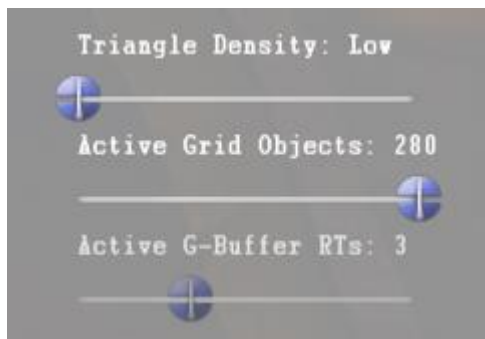 Triangle Density: Low
Active Grid Objects: 280
Active G-Buffer RTs: 3